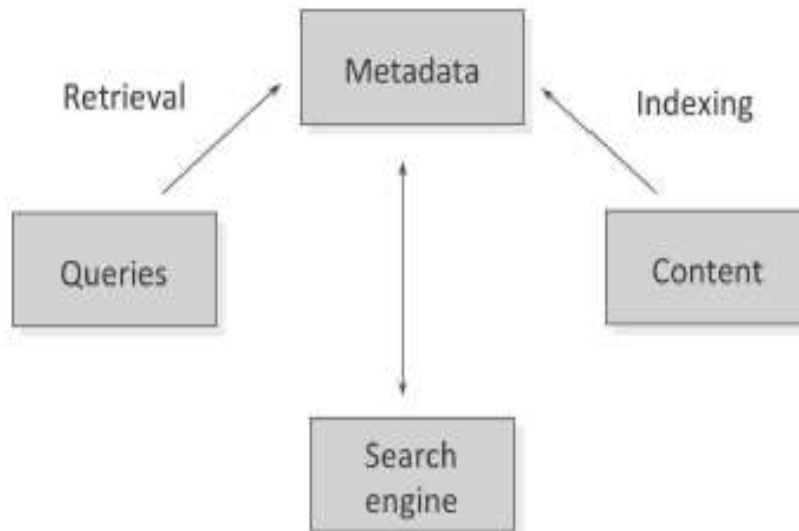 Metadata
Retrieval
Indexing
Queries
Content
Search
engine